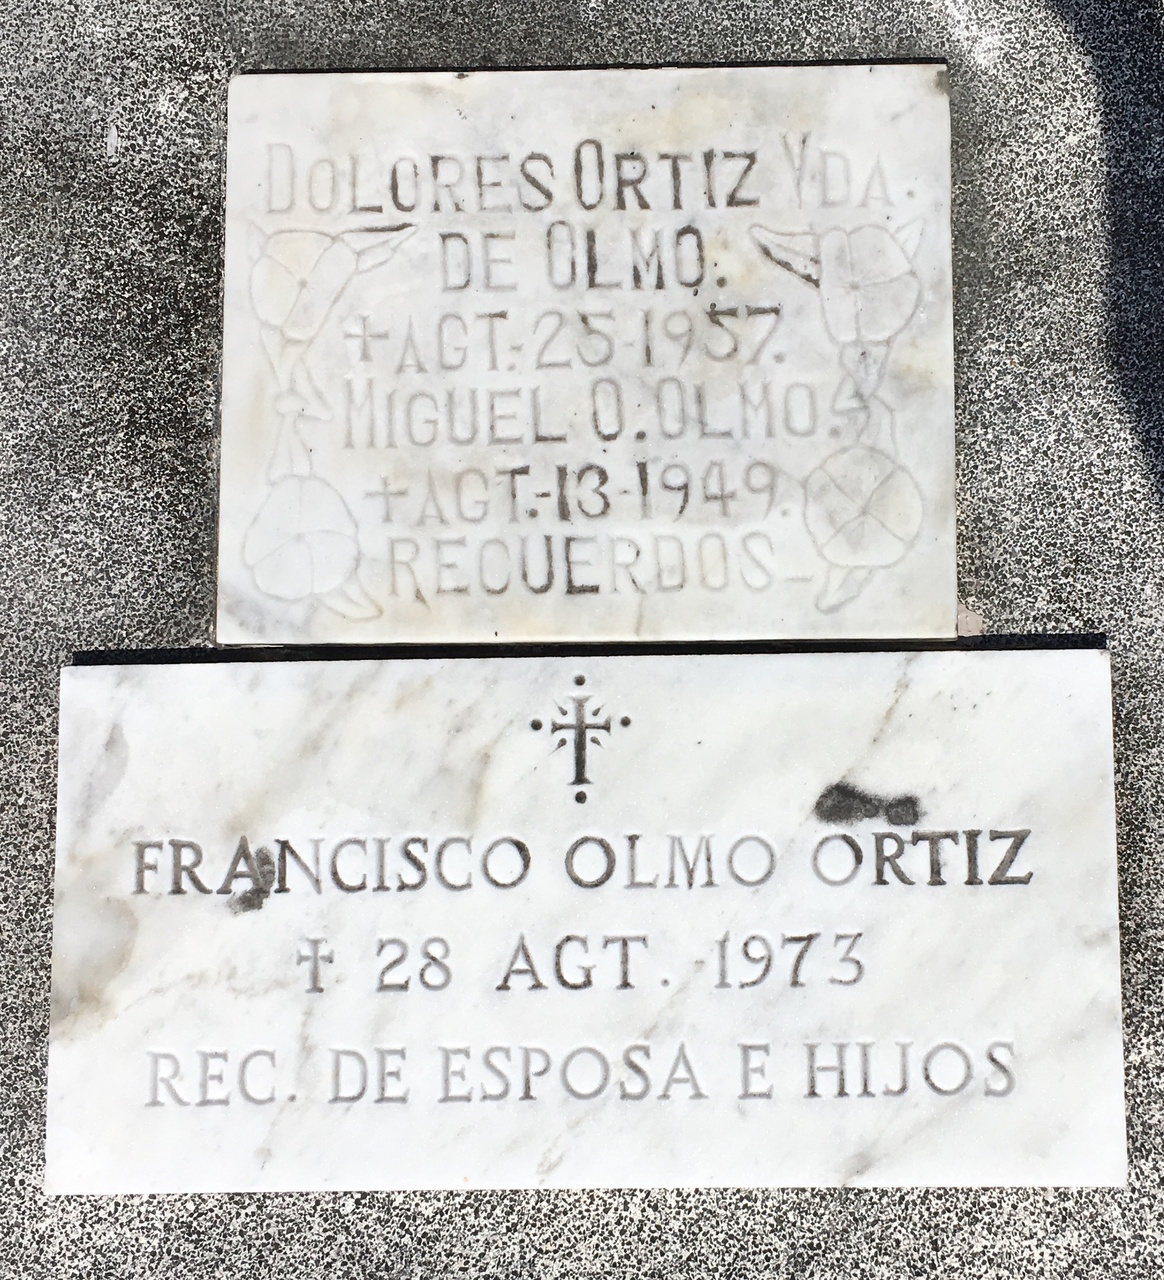 DOLORES ORTIZ VDA.
DE OLMO.
✝AGT.-25-1957.
MIGUEL O. OLMO.
✝AGT.-13-1949.
RECUERDOS-
FRANCISCO OLMO ORTIZ
✝ 28 AGT. 1973
REC. DE ESPOSA E HIJOS